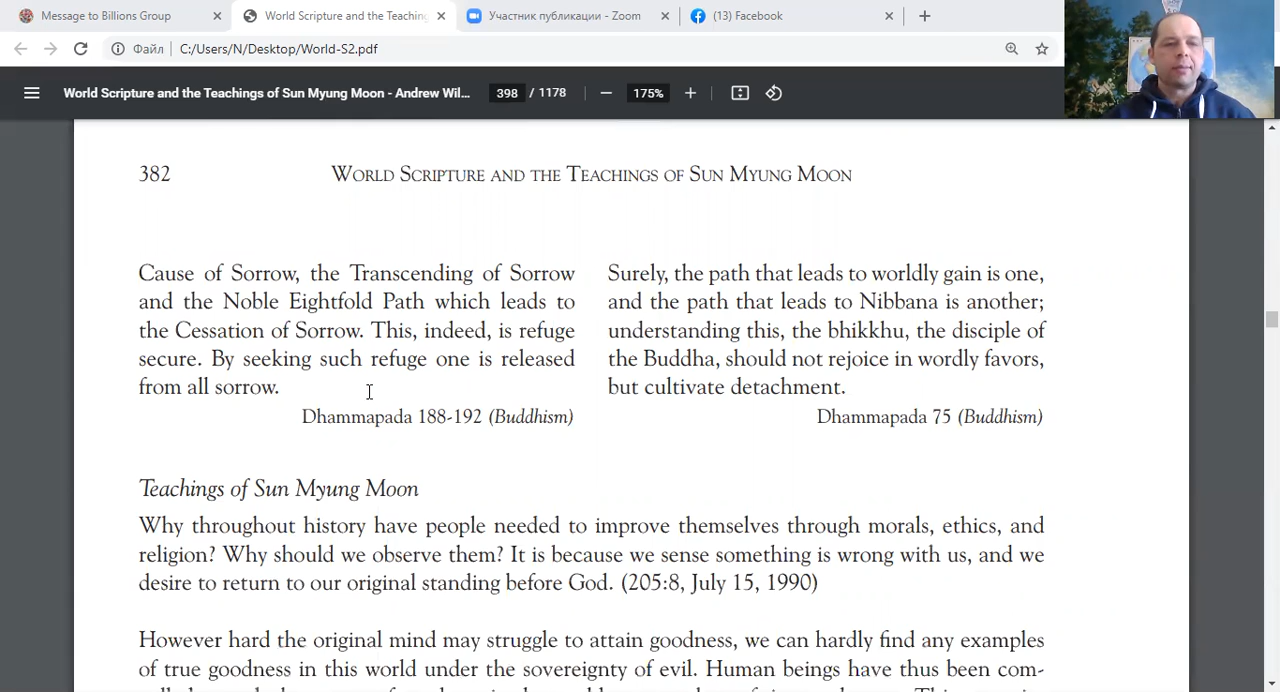 Message to Billions Group
World Scripture and the Teaching
Участник публикации - Zoom
(13) Facebook
Файл
C:/Users/N/Desktop/World-S2.pdf
World Scripture and the Teachings of Sun Myung Moon - Andrew Wil...
398 / 1178
175%
382
WORLD SCRIPTURE AND THE TEACHINGS OF SUN MYUNG MOON
Cause of Sorrow, the Transcending of Sorrow
and the Noble Eightfold Path which leads to
the Cessation of Sorrow. This, indeed, is refuge
secure. By seeking such refuge one is released
from all sorrow.
Dhammapada 188-192 (Buddhism)
Surely, the path that leads to worldly gain is one,
and the path that leads to Nibbana is another;
understanding this, the bhikkhu, the disciple of
the Buddha, should not rejoice in wordly favors,
but cultivate detachment.
Dhammapada 75 (Buddhism)
Teachings of Sun Myung Moon
Why throughout history have people needed to improve themselves through morals, ethics, and
religion? Why should we observe them? It is because we sense something is wrong with us, and we
desire to return to our original standing before God. (205:8, July 15, 1990)
However hard the original mind may struggle to attain goodness, we can hardly find any examples
of true goodness in this world under the sovereignty of evil. Human beings have thus been com-